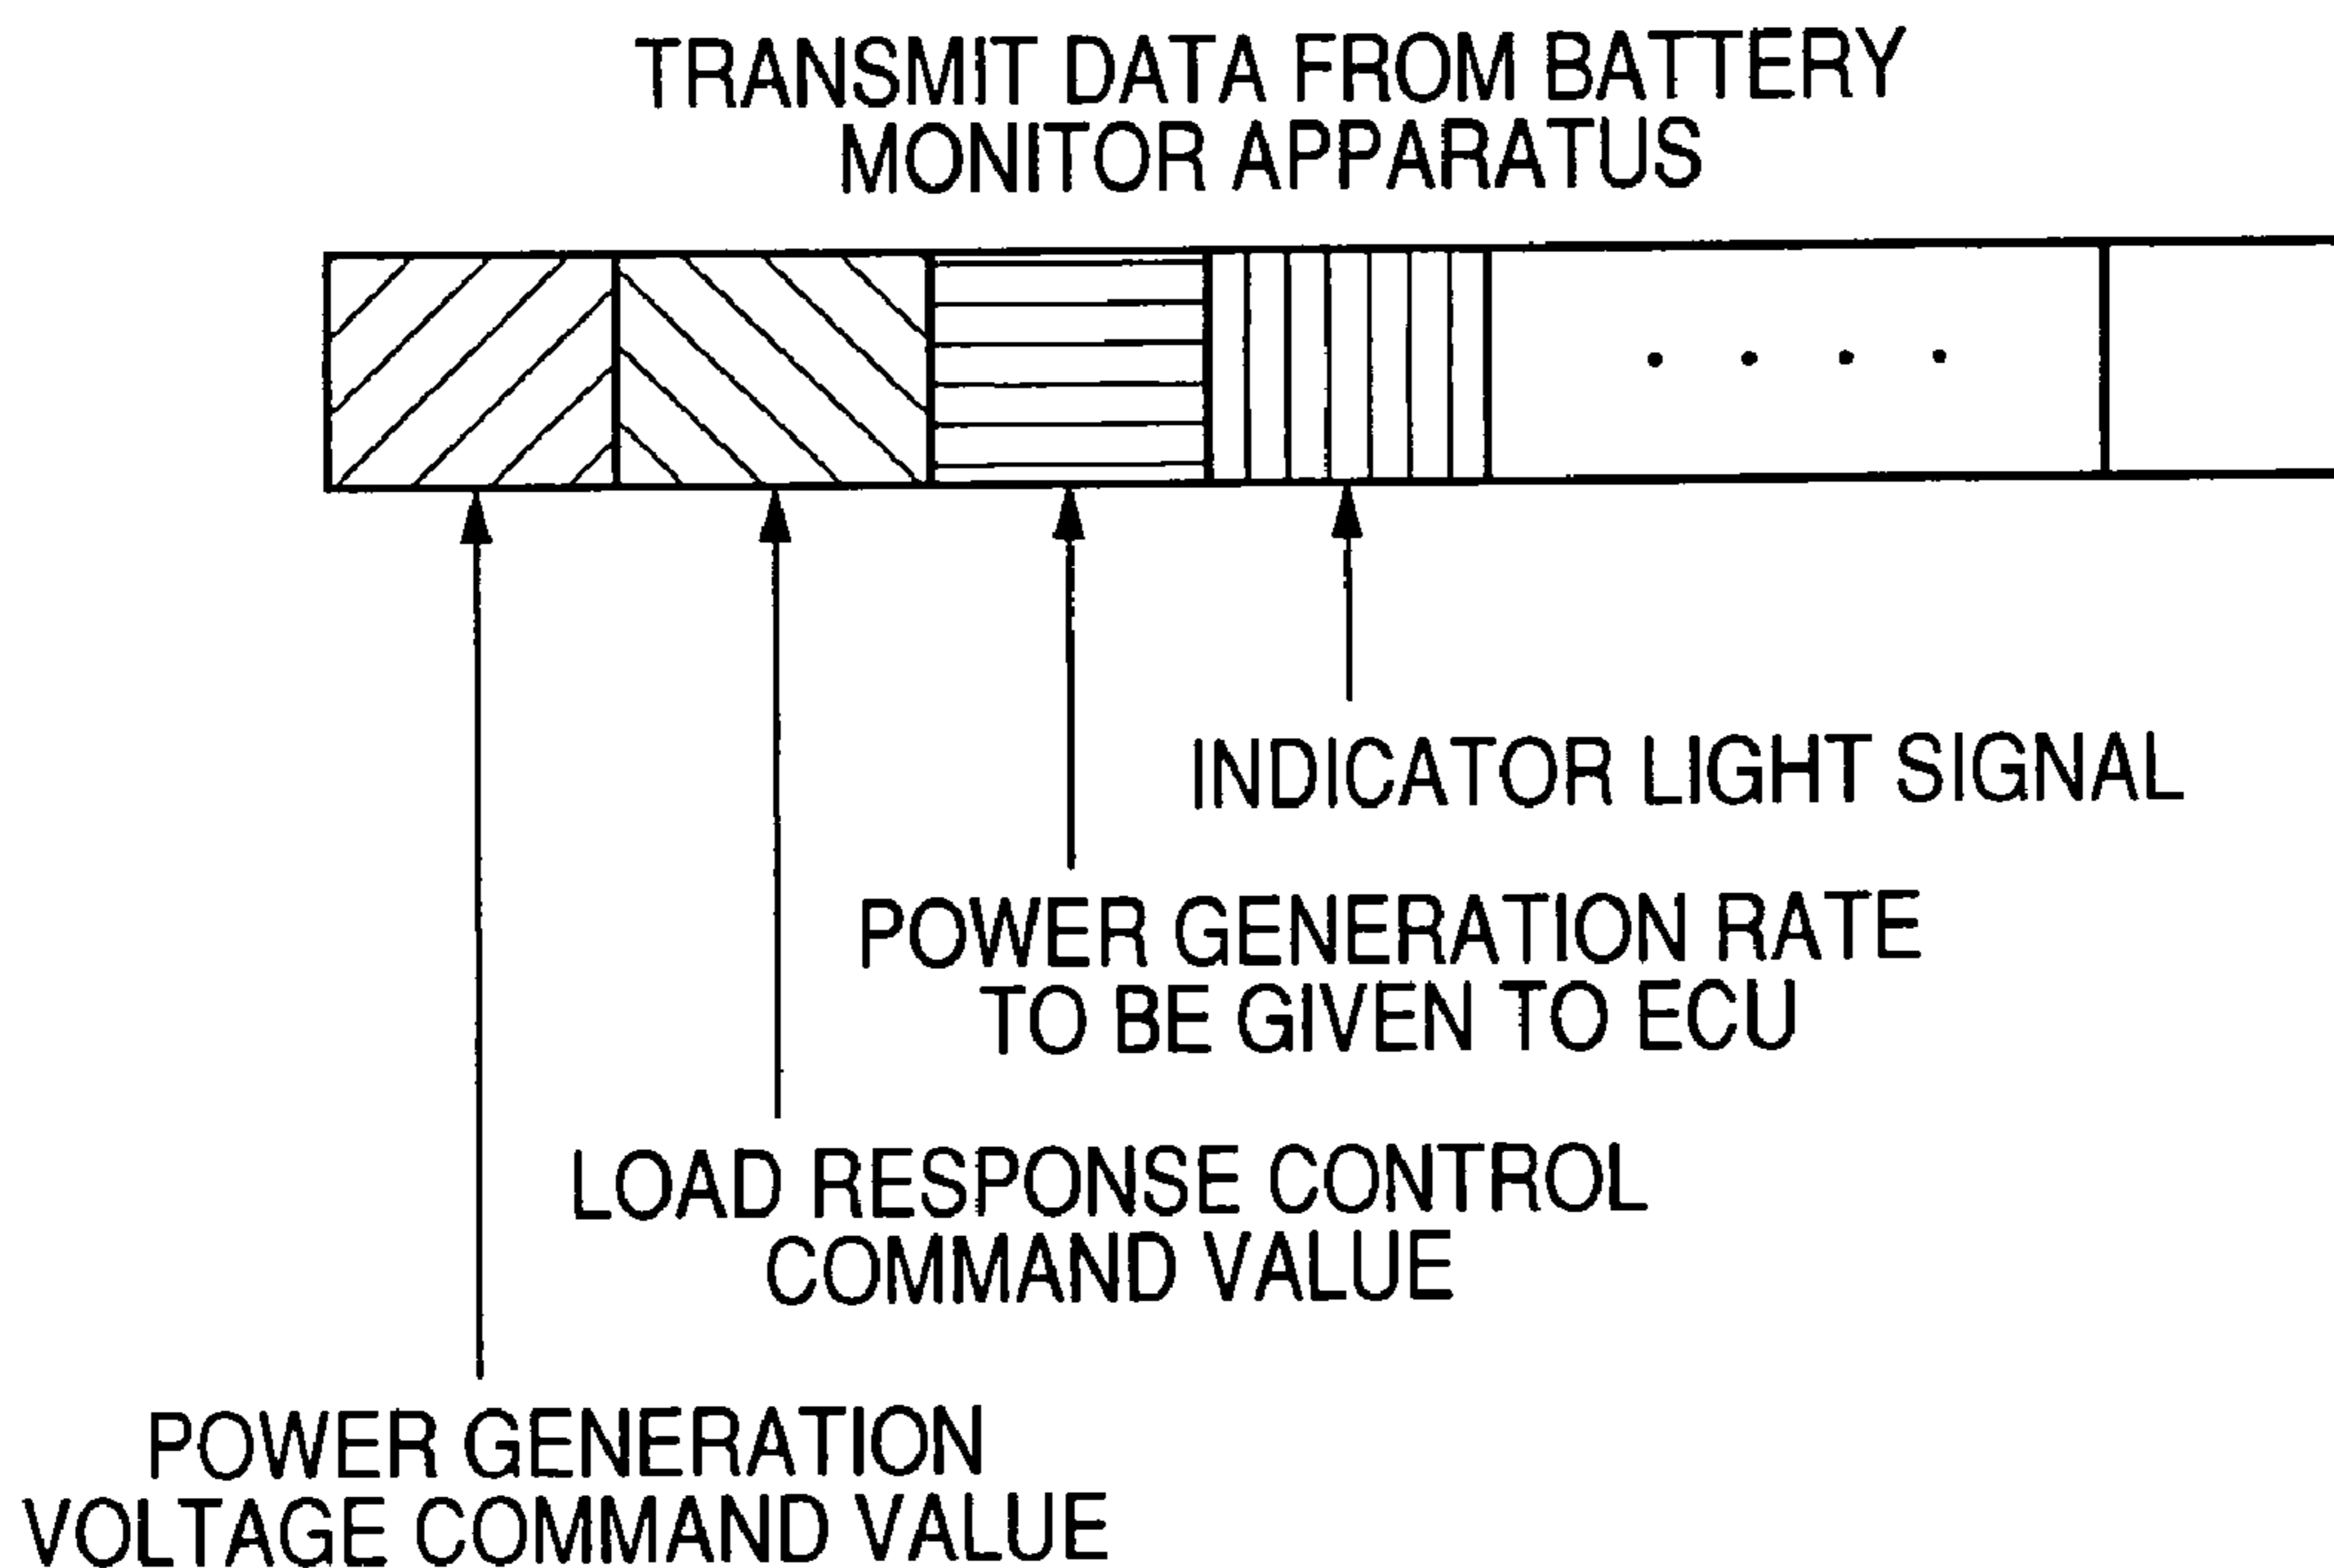 TRANSMIT DATA FROM BATTERY
MONITOR APPARATUS
INDICATOR LIGHT SIGNAL
POWER GENERATION RATE
TO BE GIVEN TO ECU
LOAD RESPONSE CONTROL
COMMAND VALUE
POWER GENERATION
VOLTAGE COMMAND VALUE